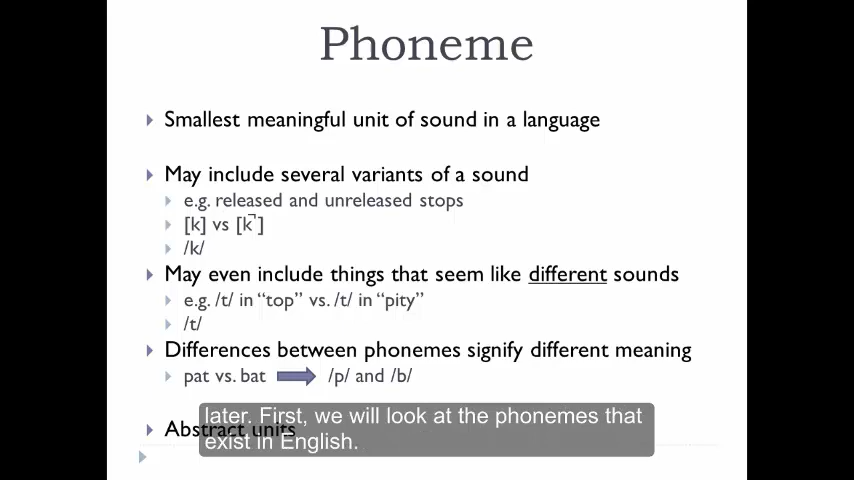 Phoneme
Smallest meaningful unit of sound in a language
May include several variants of a sound
e.g. released and unreleased stops
[k] vs [k̚]
/k/
May even include things that seem like different sounds
e.g. /t/ in “top” vs. /t/ in “pity”
/t/
Differences between phonemes signify different meaning
pat vs. bat /p/ and /b/
Abstract units
later. First, we will look at the phonemes that
exist in English.